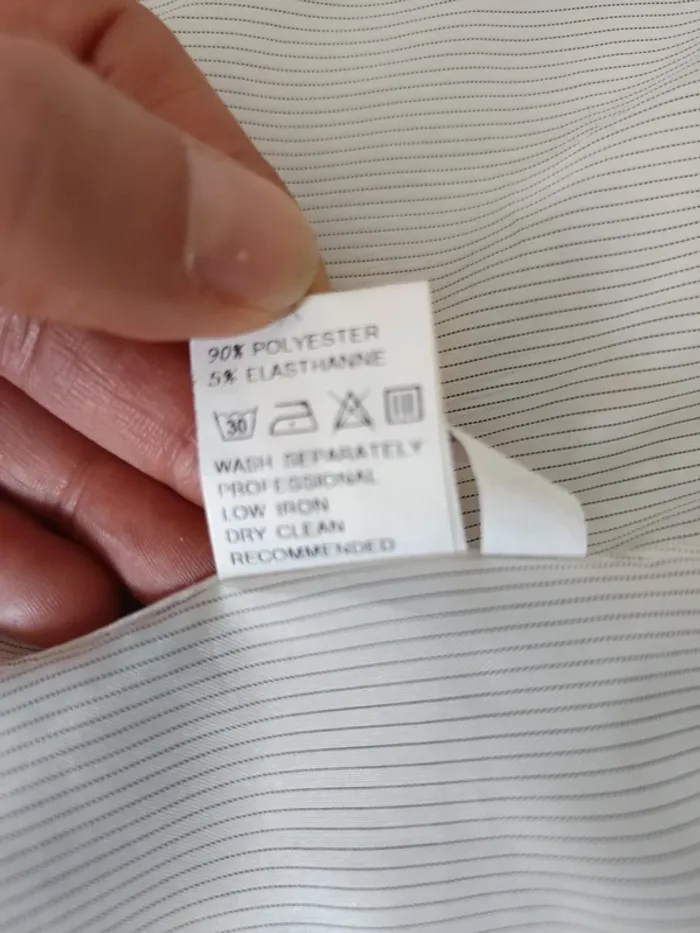 90% POLYESTER
5% ELASTHANNE
30
WASH SEPARATELY
PROFESSIONAL
LOW IRON
DRY CLEAN
RECOMMENDED